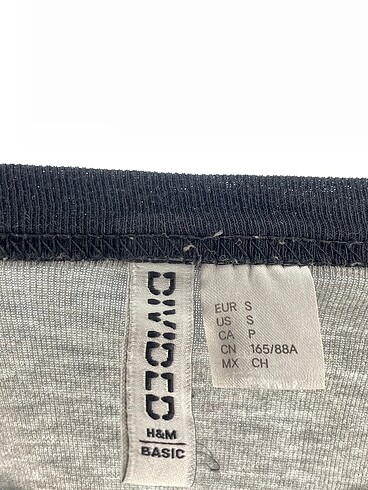 DIVIDED
H&M
BASIC
EUR S
US S
CA P
CN 165/88A
MX CH